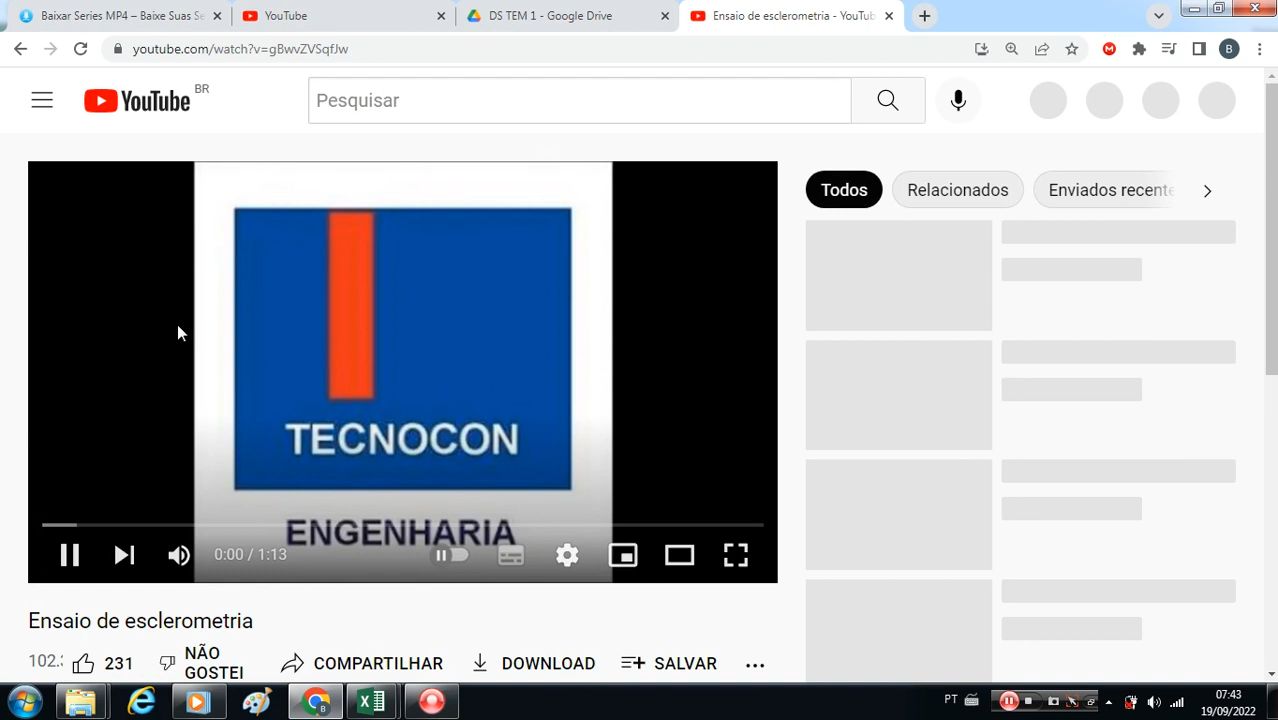 Baixar Series MP4 – Baixe Suas Se
YouTube
DS TEM 1 - Google Drive
Ensaio de esclerometria - YouTub
youtube.com/watch?v=gBwvZVSqfJw
B
YouTube
BR
Pesquisar
Todos
Relacionados
Enviados recente
TECNOCON
ENGENHARIA
0:00 / 1:13
Ensaio de esclerometria
231
NÃO
GOSTEI
COMPARTILHAR
DOWNLOAD
SALVAR
PT
07:43
19/09/2022